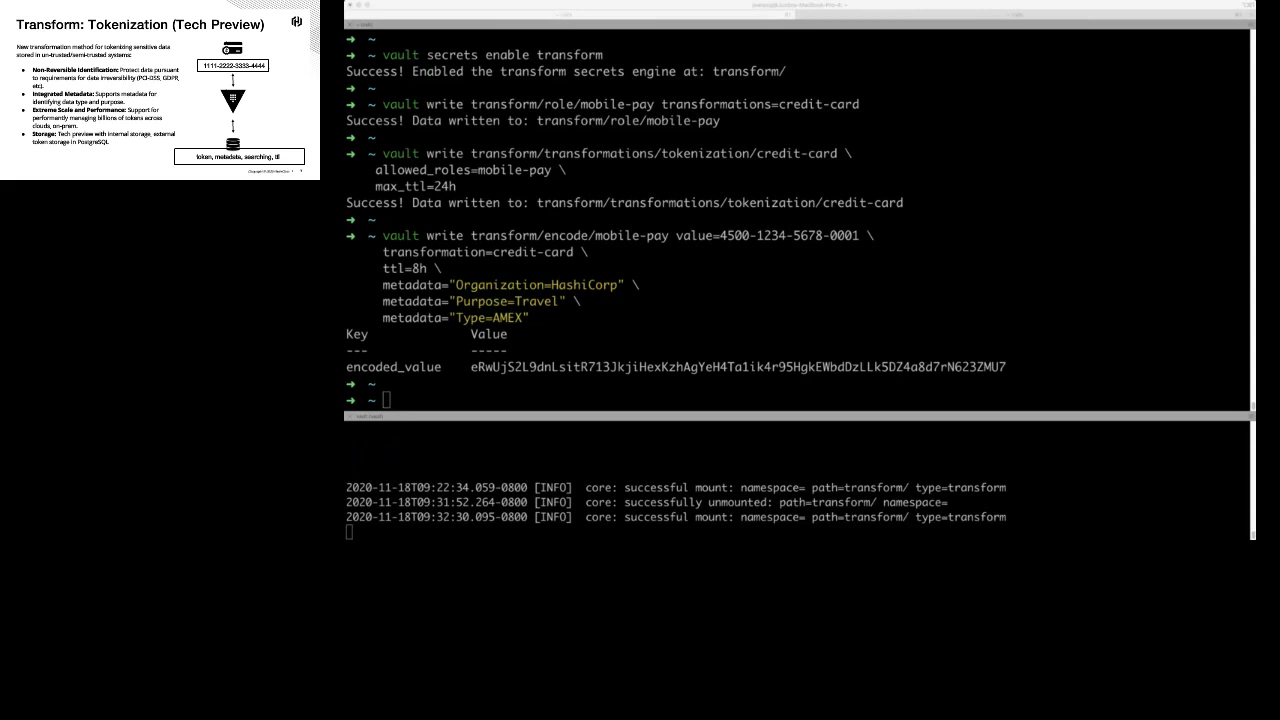 Transform: Tokenization (Tech Preview)
New transformation method for tokenizing sensitive data
stored in un-trusted/semi-trusted systems:
● Non-Reversible Identification: Protect data pursuant
to requirements for data irreversibility (PCI-DSS, GDPR,
etc).
● Integrated Metadata: Supports metadata for
identifying data type and purpose.
● Extreme Scale and Performance: Support for
performantly managing billions of tokens across
clouds, on-prem.
● Storage: Tech preview with internal storage, external
token storage in PostgreSQL
1111-2222-3333-4444
token, metadata, searching, ttl
➜ ~
➜ ~ vault secrets enable transform
Success! Enabled the transform secrets engine at: transform/
➜ ~
➜ ~ vault write transform/role/mobile-pay transformations=credit-card
Success! Data written to: transform/role/mobile-pay
➜ ~
➜ ~ vault write transform/transformations/tokenization/credit-card \
allowed_roles=mobile-pay \
max_ttl=24h
Success! Data written to: transform/transformations/tokenization/credit-card
➜ ~
➜ ~ vault write transform/encode/mobile-pay value=4500-1234-5678-0001 \
transformation=credit-card \
ttl=8h \
metadata="Organization=HashiCorp" \
metadata="Purpose=Travel" \
metadata="Type=AMEX"
Key Value
--- -----
encoded_value eRwUjS2L9dnLsitR713JkjiHexKzhAgYeH4Ta1ik4r95HgkEWbdDzLLk5DZ4a8d7rN623ZMU7
➜ ~
➜ ~
2020-11-18T09:22:34.059-0800 [INFO] core: successful mount: namespace= path=transform/ type=transform
2020-11-18T09:31:52.264-0800 [INFO] core: successfully unmounted: path=transform/ namespace=
2020-11-18T09:32:30.095-0800 [INFO] core: successful mount: namespace= path=transform/ type=transform